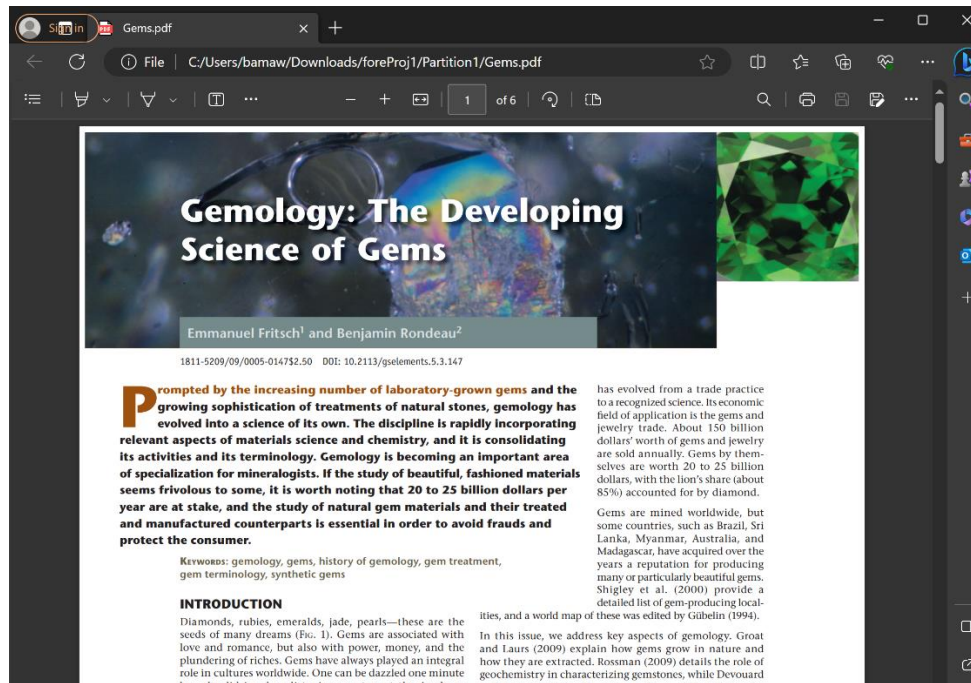 Sign in
Gems.pdf
File
C:/Users/bamaw/Downloads/foreProj1/Partition1/Gems.pdf
1 of 6
Gemology: The Developing
Science of Gems
Emmanuel Fritsch¹ and Benjamin Rondeau²
1811-5209/09/0005-0147$2.50 DOI: 10.2113/gselements.5.3.147
Prompted by the increasing number of laboratory-grown gems and the
growing sophistication of treatments of natural stones, gemology has
evolved into a science of its own. The discipline is rapidly incorporating
relevant aspects of materials science and chemistry, and it is consolidating
its activities and its terminology. Gemology is becoming an important area
of specialization for mineralogists. If the study of beautiful, fashioned materials
seems frivolous to some, it is worth noting that 20 to 25 billion dollars per
year are at stake, and the study of natural gem materials and their treated
and manufactured counterparts is essential in order to avoid frauds and
protect the consumer.
Keywords: gemology, gems, history of gemology, gem treatment,
gem terminology, synthetic gems
INTRODUCTION
Diamonds, rubies, emeralds, jade, pearls—these are the
seeds of many dreams (Fig. 1). Gems are associated with
love and romance, but also with power, money, and the
plundering of riches. Gems have always played an integral
role in cultures worldwide. One can be dazzled one minute
has evolved from a trade practice
to a recognized science. Its economic
field of application is the gems and
jewelry trade. About 150 billion
dollars' worth of gems and jewelry
are sold annually. Gems by them-
selves are worth 20 to 25 billion
dollars, with the lion's share (about
85%) accounted for by diamond.
Gems are mined worldwide, but
some countries, such as Brazil, Sri
Lanka, Myanmar, Australia, and
Madagascar, have acquired over the
years a reputation for producing
many or particularly beautiful gems.
Shigley et al. (2000) provide a
detailed list of gem-producing local-
ities, and a world map of these was edited by Gübelin (1994).
In this issue, we address key aspects of gemology. Groat
and Laurs (2009) explain how gems grow in nature and
how they are extracted. Rossman (2009) details the role of
geochemistry in characterizing gemstones, while Devouard